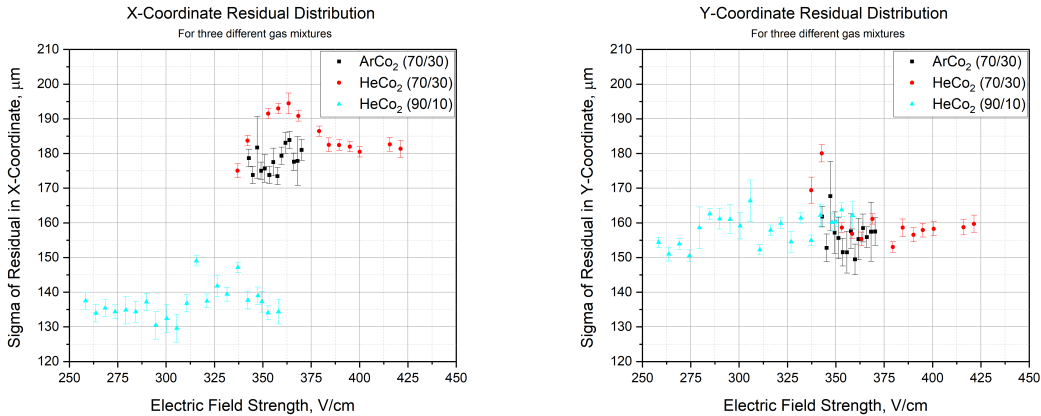 X-Coordinate Residual Distribution
For three different gas mixtures
210
200
190
180
170
160
150
140
130
120
Sigma of Residual in X-Coordinate, μm
ArCo₂ (70/30)
HeCo₂ (70/30)
HeCo₂ (90/10)
250 275 300 325 350 375 400 425 450
Electric Field Strength, V/cm
Y-Coordinate Residual Distribution
For three different gas mixtures
210
200
190
180
170
160
150
140
130
120
Sigma of Residual in Y-Coordinate, μm
ArCo₂ (70/30)
HeCo₂ (70/30)
HeCo₂ (90/10)
250 275 300 325 350 375 400 425 450
Electric Field Strength, V/cm